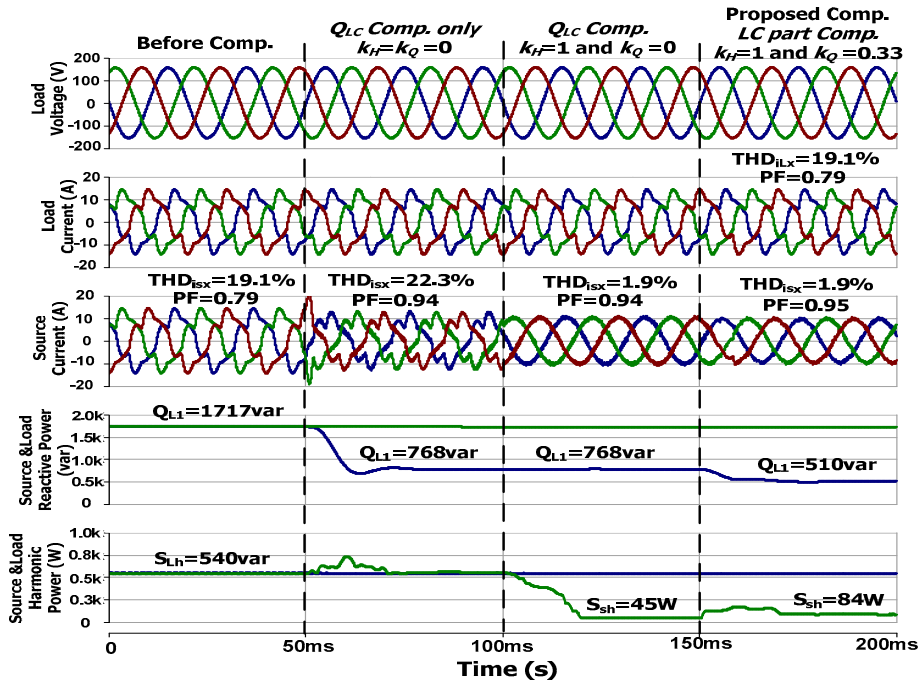 Before Comp.
QLC Comp. only
kH=kQ=0
QLC Comp.
kH=1 and kQ=0
Proposed Comp.
LC part Comp.
kH=1 and kQ=0.33
Load
Voltage (V)
200
100
0
-100
-200
THDiLx=19.1%
PF=0.79
Load
Current (A)
20
10
0
-10
-20
THDisx=19.1%
PF=0.79
THDisx=22.3%
PF=0.94
THDisx=1.9%
PF=0.94
THDisx=1.9%
PF=0.95
Source
Current (A)
20
10
0
-10
-20
Source &Load
Reactive Power
(var)
2.0k
1.5k
1.0k
0.5k
0
QL1=1717var
QL1=768var
QL1=768var
QL1=510var
Source &Load
Harmonic
Power (W)
1.0k
0.8k
0.5k
0.3k
0.0
SLh=540var
Ssh=45W
Ssh=84W
0
50ms
100ms
150ms
200ms
Time (s)